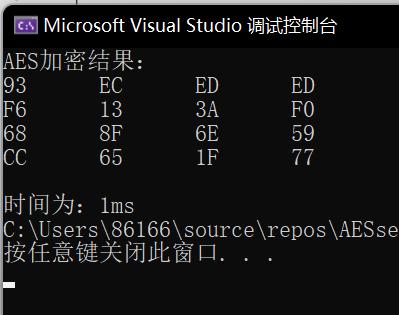 Microsoft Visual Studio 调试控制台
AES加密结果：
93 EC ED ED
F6 13 3A F0
68 8F 6E 59
CC 65 1F 77
时间为：1ms
C:\Users\86166\source\repos\AESse
按任意键关闭此窗口. . .